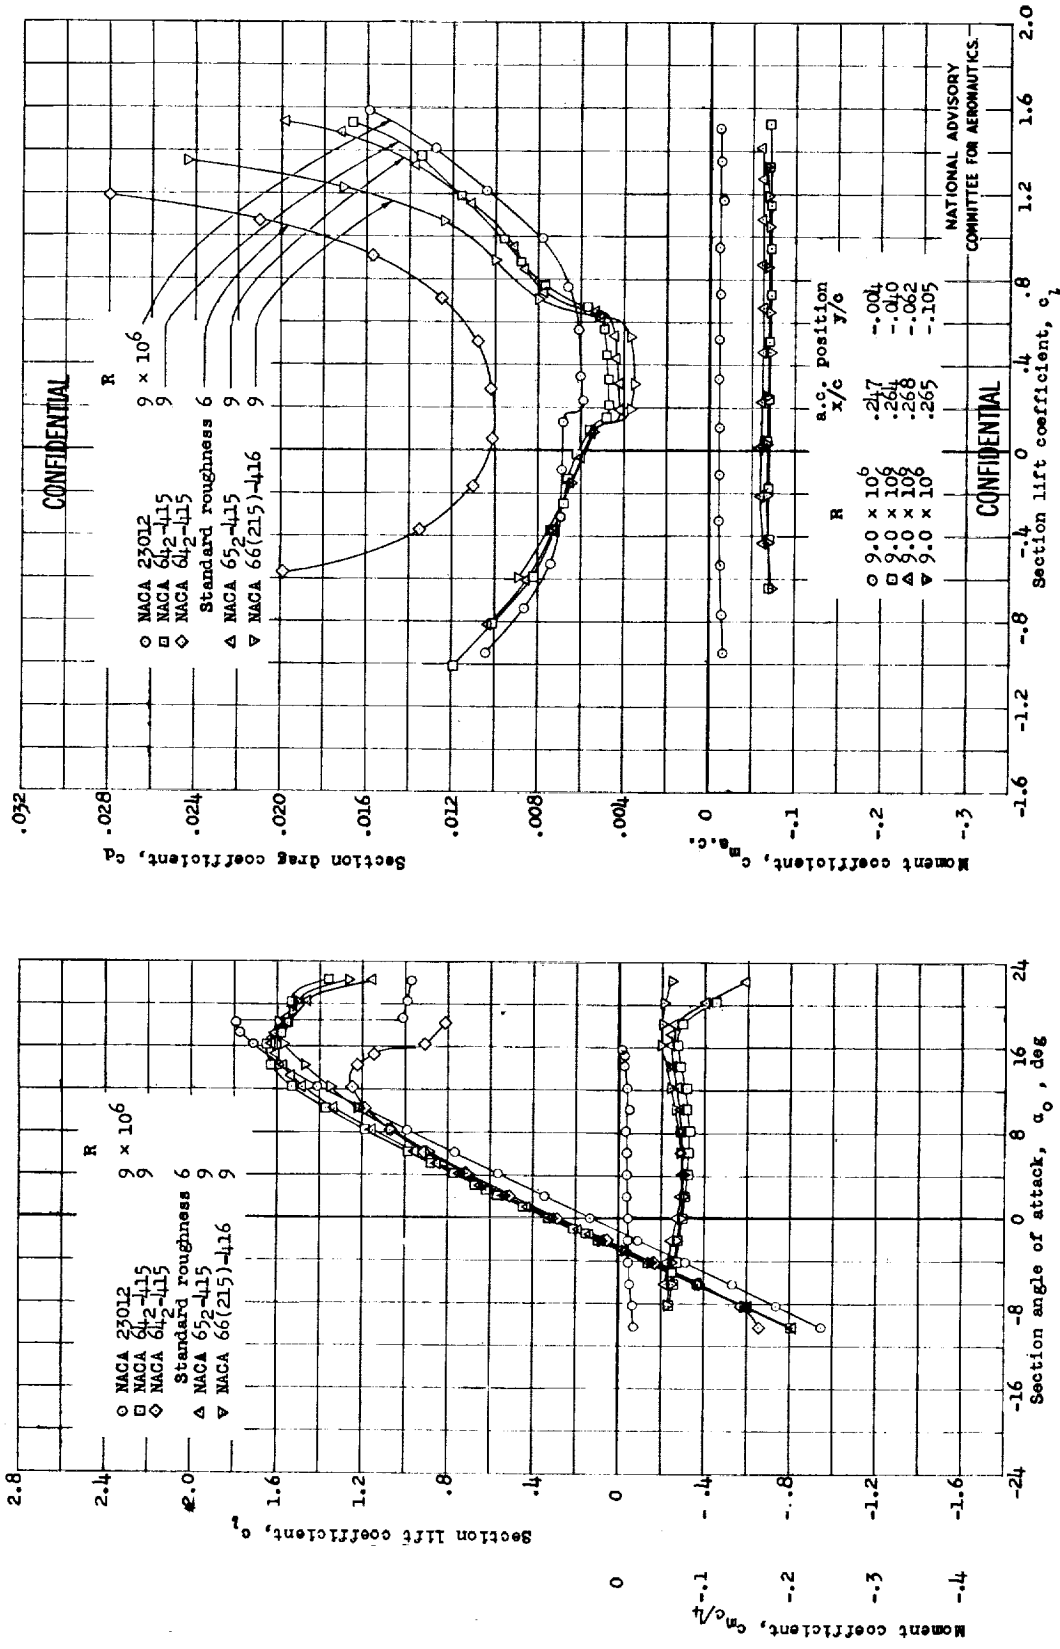 CONFIDENTIAL
R
○ NACA 23012 9 × 10⁶
□ NACA 64₂-415 9
◇ NACA 64₂-415
Standard roughness 6
△ NACA 65₂-415 9
▽ NACA 66(215)-416 9
.032
.028
.024
.020
.016
.012
.008
.004
Section drag coefficient, c_d
0
-.1
-.2
-.3
Moment coefficient, c_m a.c.
a.c. position
R x/c y/c
○ 9.0 × 10⁶ .247 -.004
□ 9.0 × 10⁶ .264 -.040
△ 9.0 × 10⁶ .268 -.062
▽ 9.0 × 10⁶ .265 -.105
NATIONAL ADVISORY
COMMITTEE FOR AERONAUTICS.
CONFIDENTIAL
-1.6 -1.2 -.8 -.4 0 .4 .8 1.2 1.6 2.0
Section lift coefficient, c_l
R
○ NACA 23012 9 × 10⁶
□ NACA 64₂-415 9
◇ NACA 64₂-415
Standard roughness 6
△ NACA 65₂-415 9
▽ NACA 66(215)-416 9
2.8
2.4
2.0
1.6
1.2
.8
.4
0
-.4
-.8
-1.2
-1.6
Section lift coefficient, c_l
0
-.1
-.2
-.3
-.4
Moment coefficient, c_m c/4
-24 -16 -8 0 8 16 24
Section angle of attack, α₀, deg